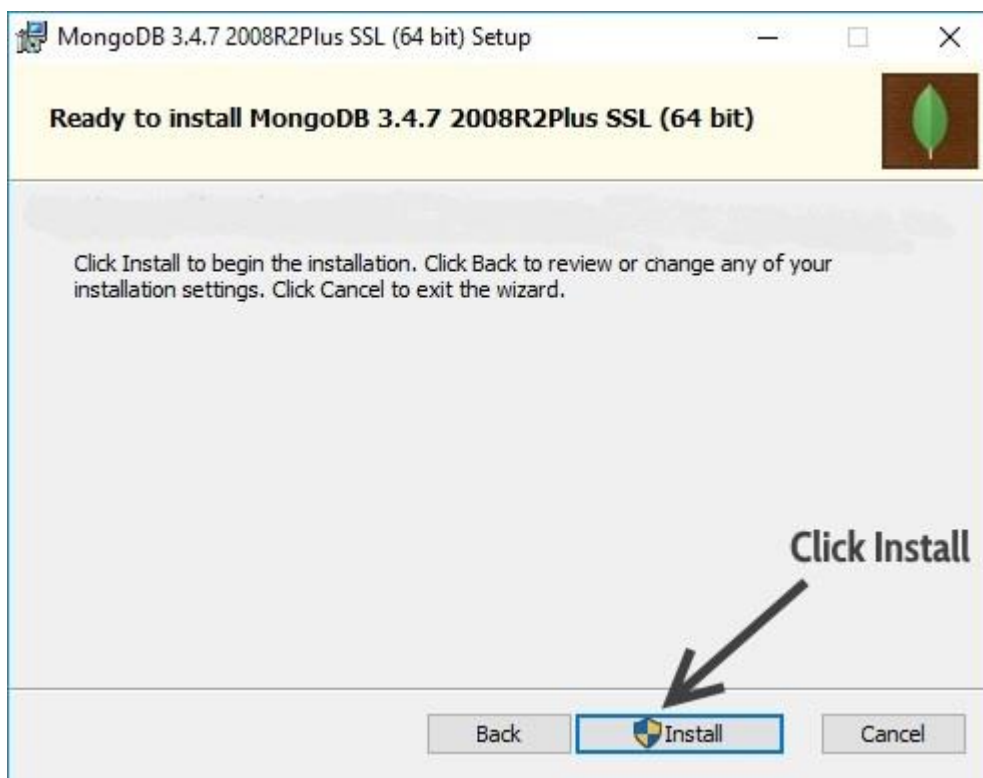 MongoDB 3.4.7 2008R2Plus SSL (64 bit) Setup
Ready to install MongoDB 3.4.7 2008R2Plus SSL (64 bit)
Click Install to begin the installation. Click Back to review or change any of your
installation settings. Click Cancel to exit the wizard.
Click Install
Back Install Cancel